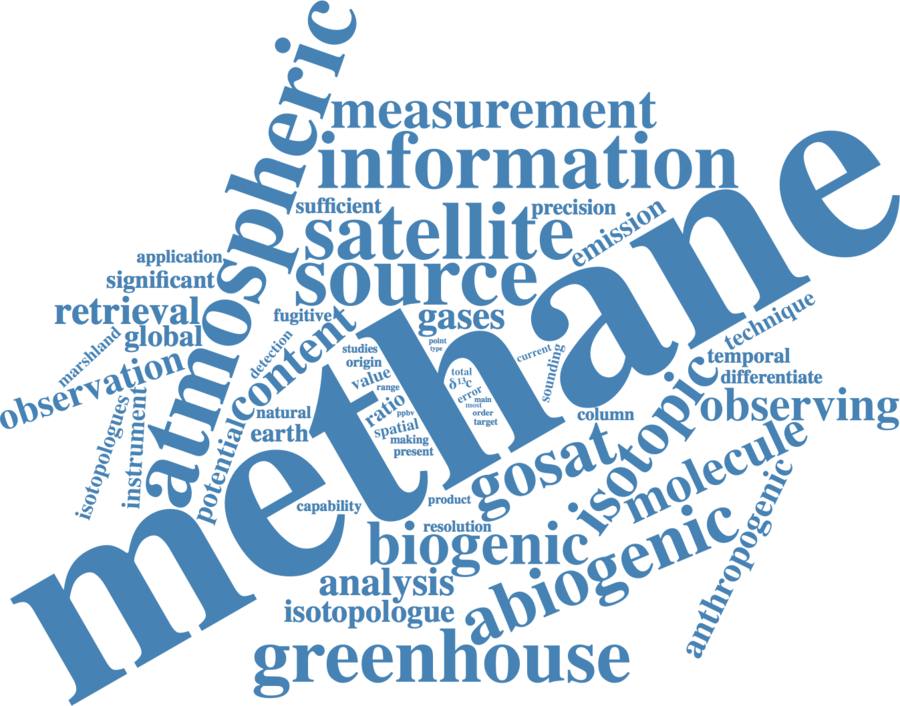 atmospheric
measurement
information
sufficient
precision
satellite
emission
application
significant
source
retrieval
fugitive
gases
global
technique
marshland
detection
content
observation
studies
point
type
current
origin
temporal
value
total
differentiate
range
δ¹³C
error
sounding
main
most
ratio
ppbv
order
target
column
observing
isotopologues
instrument
potential
natural
earth
spatial
making
present
methane
gosat
isotopic
molecule
capability
product
resolution
biogenic
abiogenic
anthropogenic
analysis
isotopologue
greenhouse